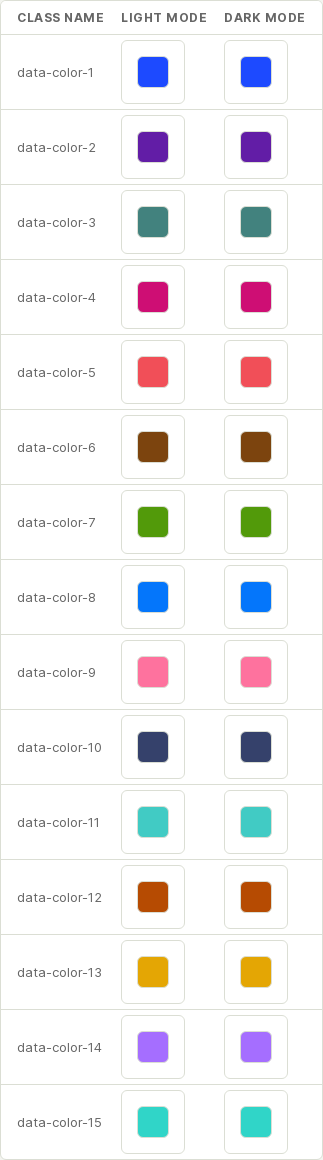 CLASS NAME LIGHT MODE DARK MODE
data-color-1
data-color-2
data-color-3
data-color-4
data-color-5
data-color-6
data-color-7
data-color-8
data-color-9
data-color-10
data-color-11
data-color-12
data-color-13
data-color-14
data-color-15